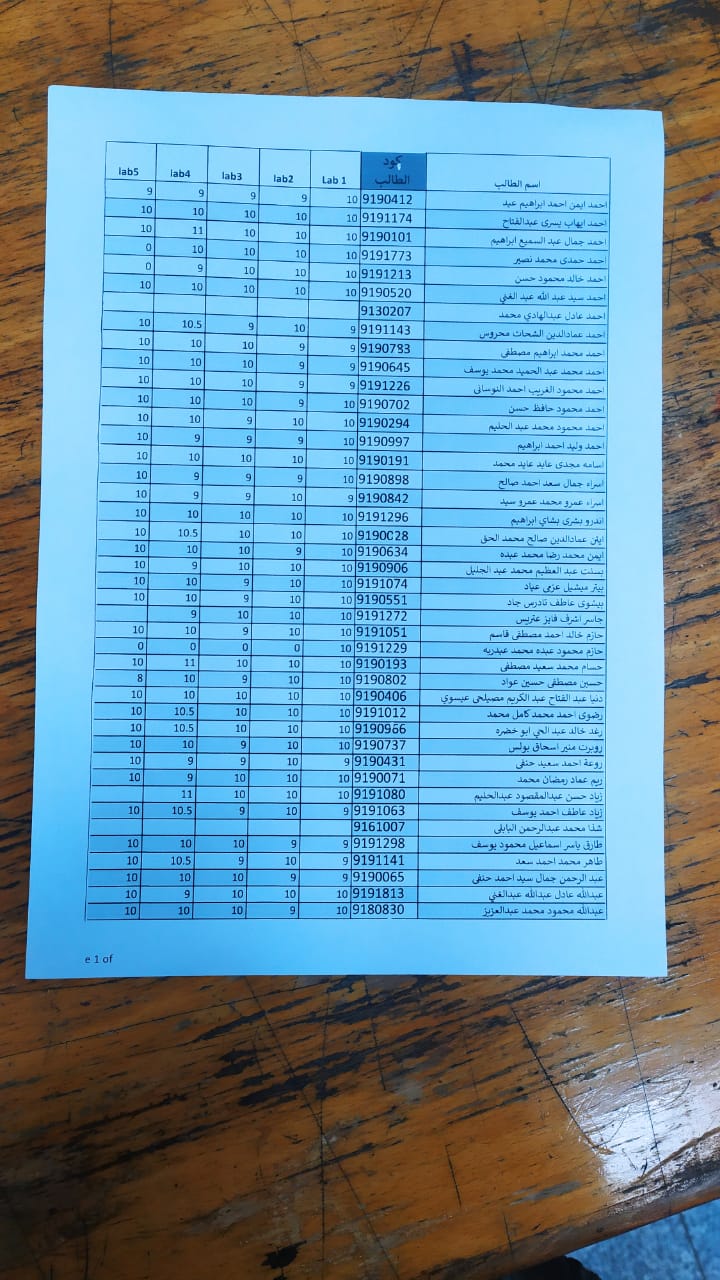 اسم الطالب كود الطالب Lab 1 lab2 lab3 lab4 lab5
احمد ايمن احمد ابراهيم عيد 9190412 10 9 9 9 9
احمد ايهاب يسرى عبدالفتاح 9191174 10 10 10 10 10
احمد جمال عبد السميع ابراهيم 9190101 10 10 10 11 10
احمد حمدى محمد نصير 9191773 10 10 10 10 0
احمد خالد محمود حسن 9191213 10 10 10 9 0
احمد سيد عبد الله عبد الغني 9190520 10 10 10 10 10
احمد عادل عبدالهادي محمد 9130207
احمد عمادالدين الشحات محروس 9191143 9 10 9 10.5 10
احمد محمد ابراهيم مصطفى 9190783 9 9 10 10 10
احمد محمد عبد الحميد محمد يوسف 9190645 9 9 10 10 10
احمد محمود الغريب احمد النوسانى 9191226 9 9 10 10 10
احمد محمود حافظ حسن 9190702 10 9 10 10 10
احمد محمود محمد عبد الحليم 9190294 10 10 9 10 10
احمد وليد احمد ابراهيم 9190997 10 9 9 9 10
اسامه مجدى عابد عابد محمد 9190191 10 10 10 10 10
اسراء جمال سعد احمد صالح 9190898 10 10 9 9 10
اسراء عمرو محمد عمرو سيد 9190842 9 10 9 9 10
اندرو بشرى بشاي ابراهيم 9191296 10 10 10 10 10
ايتن عمادالدين صالح محمد الحق 9190028 10 10 10 10.5 10
ايمن محمد رضا محمد عبده 9190634 10 9 10 10 10
بسنت عبد العظيم محمد عبد الجليل 9190906 10 10 10 9 10
بيتر ميشيل عزمى عياد 9191074 10 10 9 10 10
بيشوى عاطف تادرس جاد 9190551 10 10 9 10 10
جاسر اشرف فايز عتريس 9191272 10 10 10 9
حازم خالد احمد مصطفى قاسم 9191051 10 10 9 10 10
حازم محمود عبده محمد عبدربه 9191229 10 0 0 0 0
حسام محمد سعيد مصطفى 9190193 10 10 10 11 10
حسين مصطفى حسين عواد 9190802 10 10 9 10 8
دنيا عبد الفتاح عبد الكريم مصيلحى عيسوي 9190406 10 10 10 10 10
رضوى احمد محمد كامل محمد 9191012 10 10 10 10.5 10
رغد خالد عبد الحي ابو خضره 9190966 10 10 10 10.5 10
روبرت منير اسحاق بولس 9190737 10 10 9 10 10
روعة احمد سعيد حنفى 9190431 9 10 9 9 10
ريم عماد رمضان محمد 9190071 10 10 10 9 10
زياد حسن عبدالمقصود عبدالحليم 9191080 10 10 10 11
زياد عاطف احمد يوسف 9191063 9 10 9 10.5 10
شذا محمد عبدالرحمن البابلى 9161007
طارق ياسر اسماعيل محمود يوسف 9191298 9 9 10 10 10
طاهر محمد احمد سعد 9191141 9 10 9 10.5 10
عبد الرحمن جمال سيد احمد حنفى 9190065 9 9 10 10 10
عبدالله عادل عبدالله عبدالغني 9191813 10 10 10 9 10
عبدالله محمود محمد عبدالعزيز 9180830 10 9 10 10 10
e 1 of